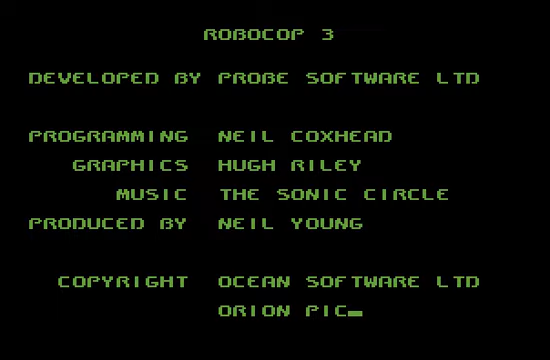 ROBOCOP 3
DEVELOPED BY PROBE SOFTWARE LTD
PROGRAMMING NEIL COXHEAD
GRAPHICS HUGH RILEY
MUSIC THE SONIC CIRCLE
PRODUCED BY NEIL YOUNG
COPYRIGHT OCEAN SOFTWARE LTD
ORION PIC